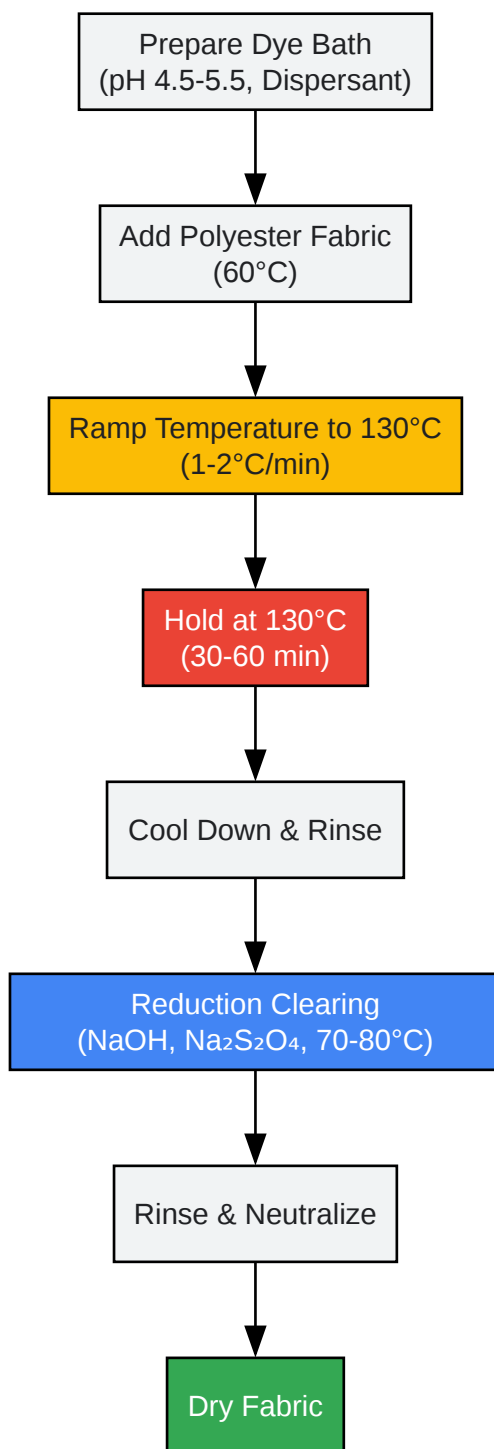 Prepare Dye Bath
(pH 4.5-5.5, Dispersant)
Add Polyester Fabric
(60°C)
Ramp Temperature to 130°C
(1-2°C/min)
Hold at 130°C
(30-60 min)
Cool Down & Rinse
Reduction Clearing
(NaOH, Na₂S₂O₄, 70-80°C)
Rinse & Neutralize
Dry Fabric